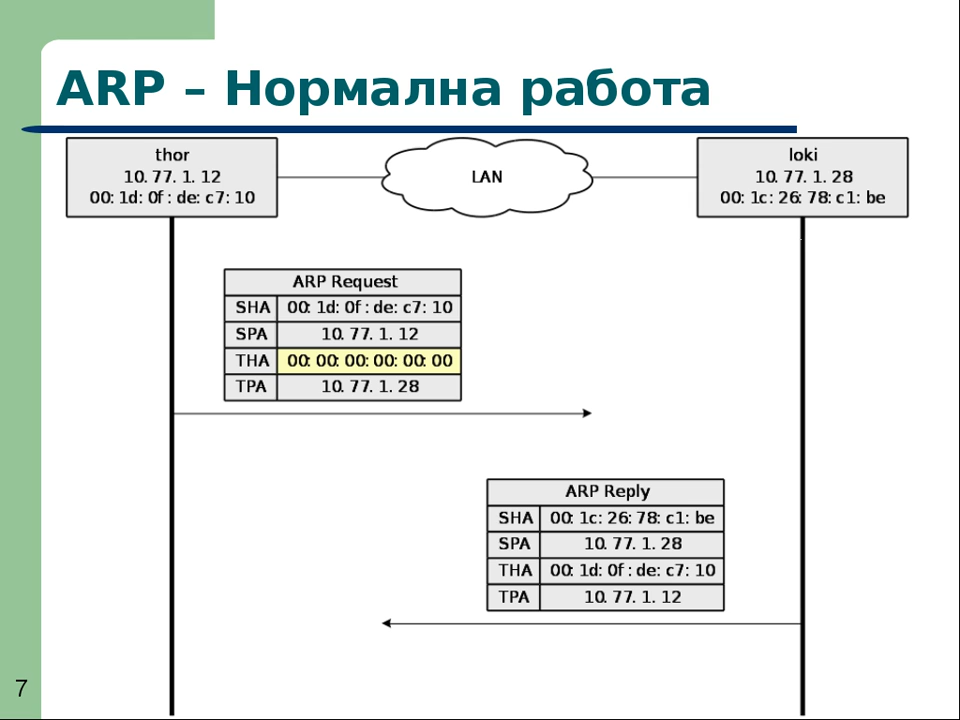 ARP – Нормална работа
thor
10. 77. 1. 12
00: 1d: 0f : de: c7: 10
LAN
loki
10. 77. 1. 28
00: 1c: 26: 78: c1: be
ARP Request
SHA 00: 1d: 0f : de: c7: 10
SPA 10. 77. 1. 12
THA 00: 00: 00: 00: 00: 00
TPA 10. 77. 1. 28
ARP Reply
SHA 00: 1c: 26: 78: c1: be
SPA 10. 77. 1. 28
THA 00: 1d: 0f : de: c7: 10
TPA 10. 77. 1. 12
7